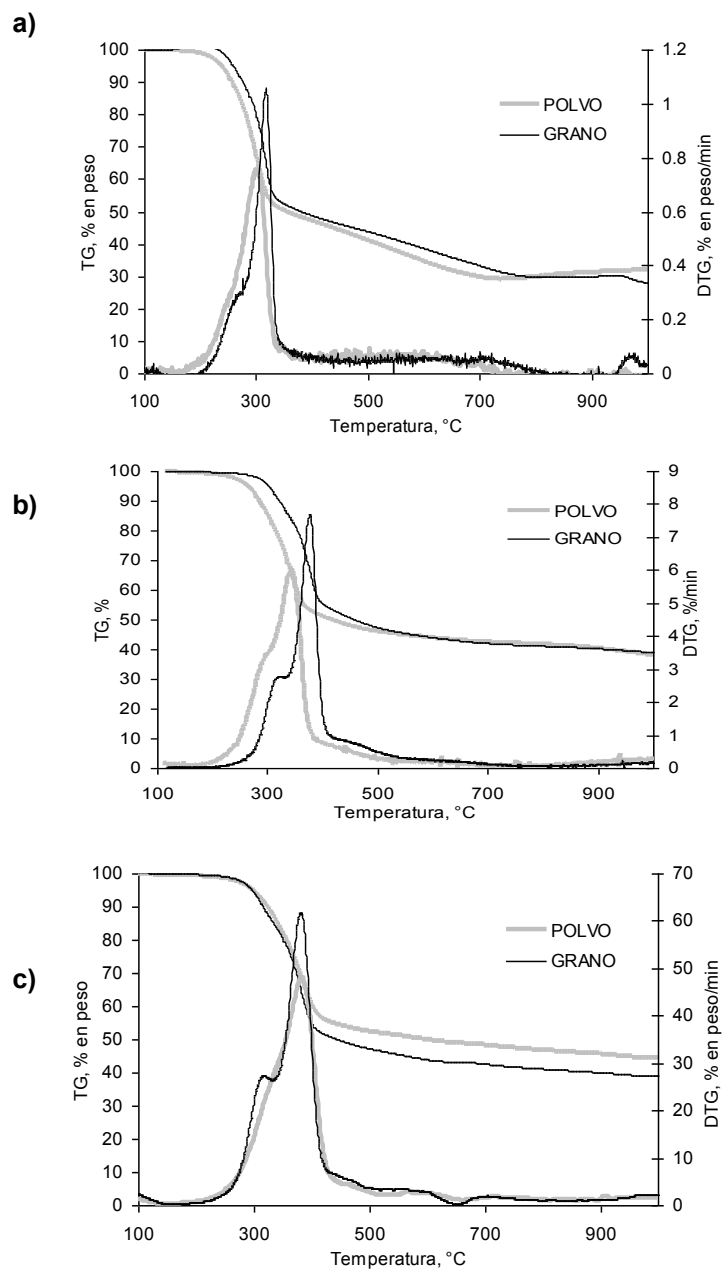 a)
100
90
80
70
60
50
40
30
20
10
0
TG, % en peso
1.2
1
0.8
0.6
0.4
0.2
0
DTG, % en peso/min
POLVO
GRANO
100 300 500 700 900
Temperatura, °C
b)
100
90
80
70
60
50
40
30
20
10
0
TG, %
9
8
7
6
5
4
3
2
1
0
DTG, %/min
POLVO
GRANO
100 300 500 700 900
Temperatura, °C
c)
100
90
80
70
60
50
40
30
20
10
0
TG, % en peso
70
60
50
40
30
20
10
0
DTG, % en peso/min
POLVO
GRANO
100 300 500 700 900
Temperatura, °C